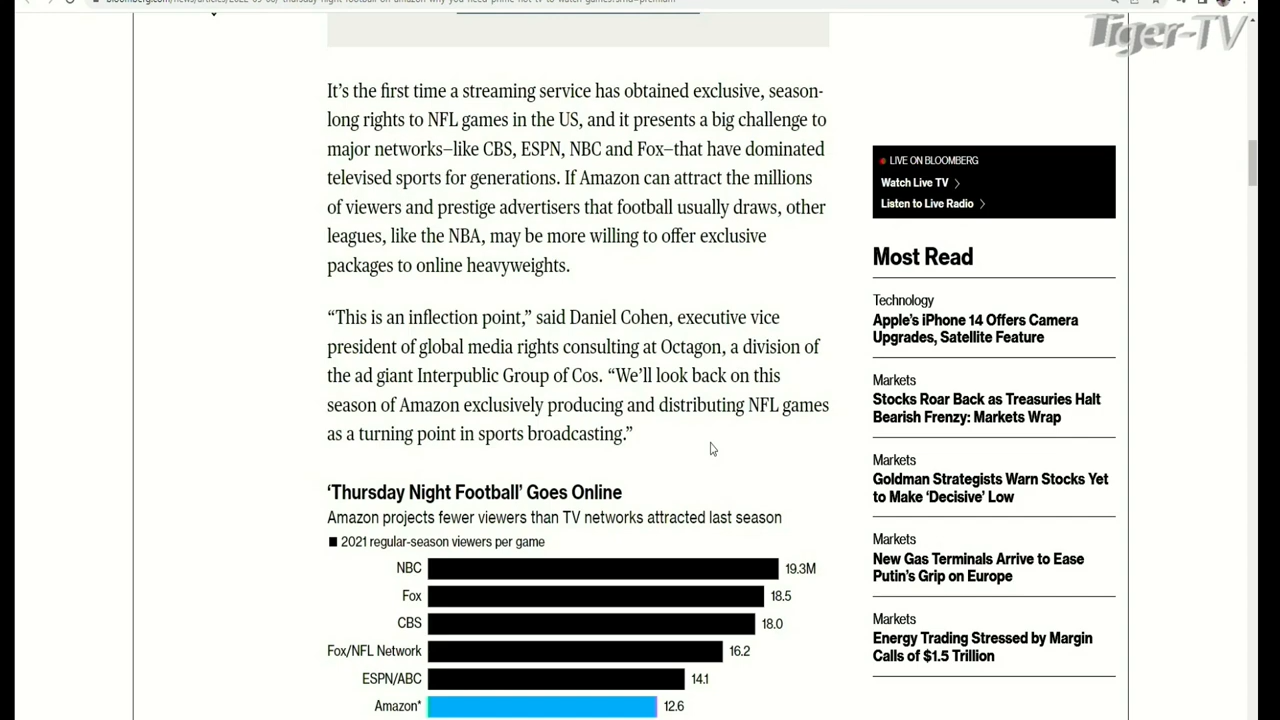 Tiger-TV
It’s the first time a streaming service has obtained exclusive, season-
long rights to NFL games in the US, and it presents a big challenge to
major networks—like CBS, ESPN, NBC and Fox—that have dominated
televised sports for generations. If Amazon can attract the millions
of viewers and prestige advertisers that football usually draws, other
leagues, like the NBA, may be more willing to offer exclusive
packages to online heavyweights.
“This is an inflection point,” said Daniel Cohen, executive vice
president of global media rights consulting at Octagon, a division of
the ad giant Interpublic Group of Cos. “We’ll look back on this
season of Amazon exclusively producing and distributing NFL games
as a turning point in sports broadcasting.”
‘Thursday Night Football’ Goes Online
Amazon projects fewer viewers than TV networks attracted last season
2021 regular-season viewers per game
NBC 19.3M
Fox 18.5
CBS 18.0
Fox/NFL Network 16.2
ESPN/ABC 14.1
Amazon* 12.6
LIVE ON BLOOMBERG
Watch Live TV
Listen to Live Radio
Most Read
Technology
Apple’s iPhone 14 Offers Camera
Upgrades, Satellite Feature
Markets
Stocks Roar Back as Treasuries Halt
Bearish Frenzy: Markets Wrap
Markets
Goldman Strategists Warn Stocks Yet
to Make ‘Decisive’ Low
Markets
New Gas Terminals Arrive to Ease
Putin’s Grip on Europe
Markets
Energy Trading Stressed by Margin
Calls of $1.5 Trillion